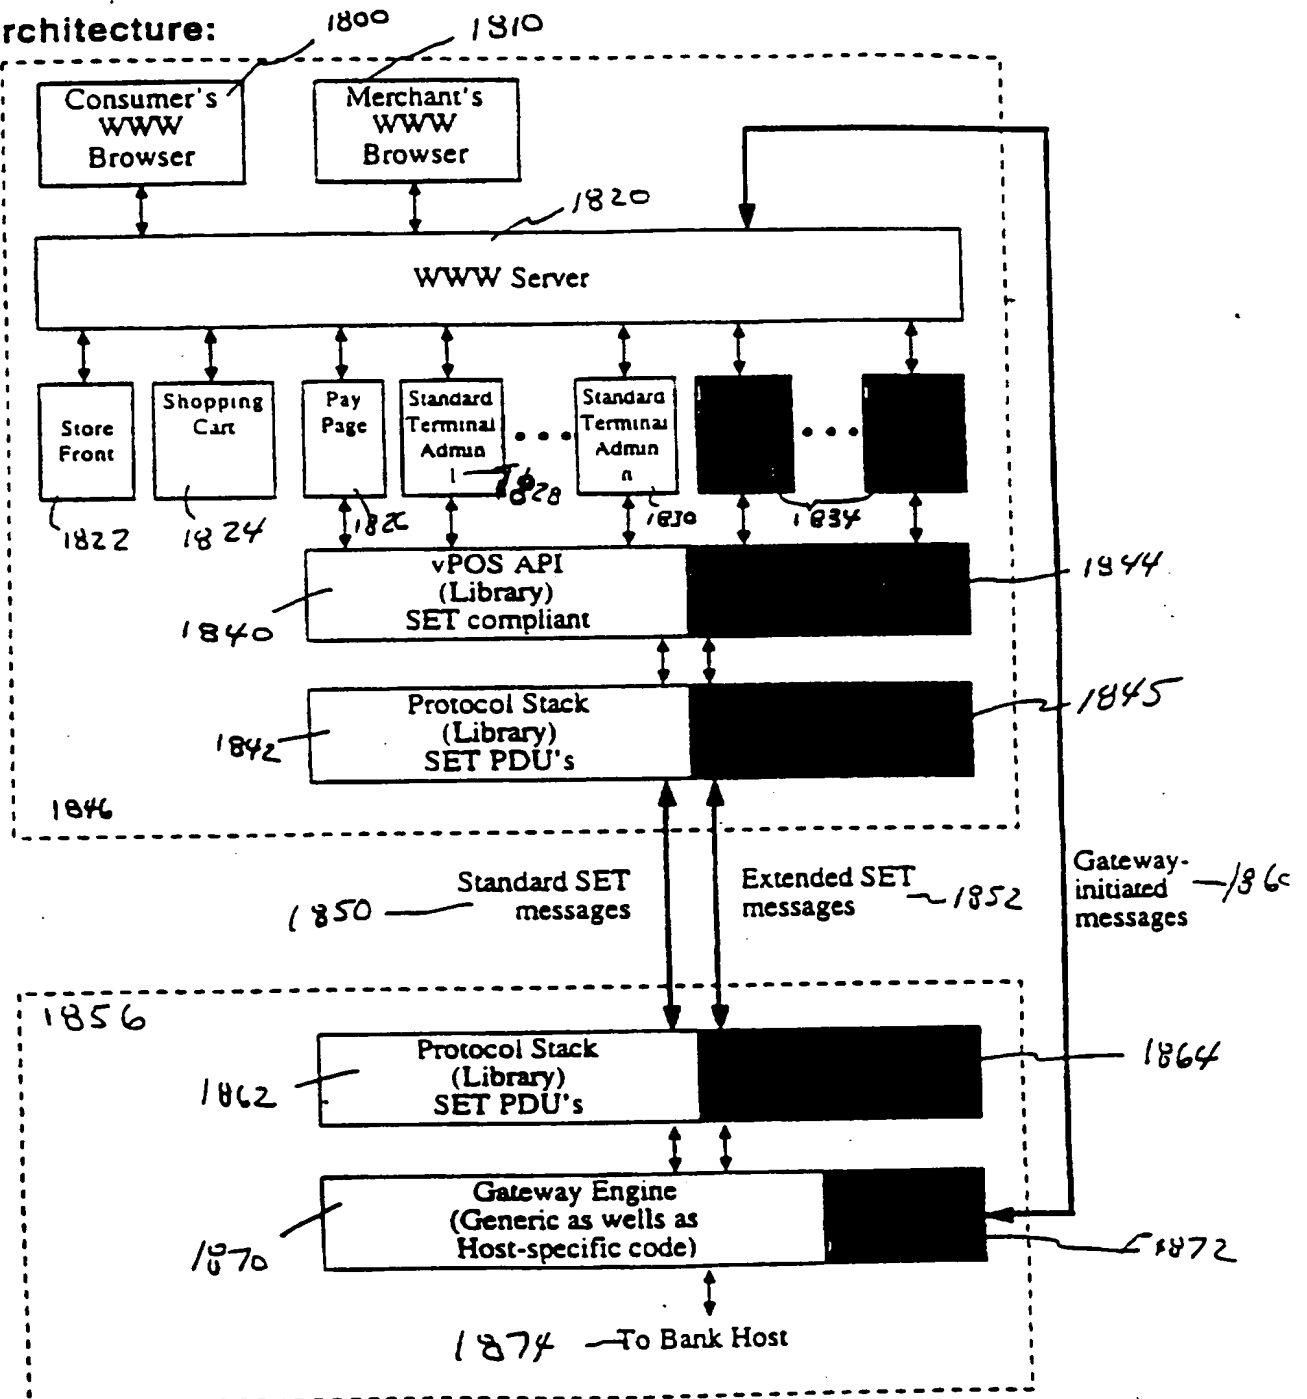 rchitecture:
1800
1810
Consumer's
WWW
Browser
Merchant's
WWW
Browser
1820
WWW Server
Store
Front
Shopping
Cart
Pay
Page
Standard
Terminal
Admin
1
Standard
Terminal
Admin
n
1822
1824
1826
1828
1830
1834
vPOS API
(Library)
SET compliant
1840
1844
Protocol Stack
(Library)
SET PDU's
1842
1845
1846
Standard SET
messages
1850
Extended SET
messages
1852
Gateway-
initiated
messages
1856
Protocol Stack
(Library)
SET PDU's
1862
1864
Gateway Engine
(Generic as wells as
Host-specific code)
1870
1872
1874
To Bank Host